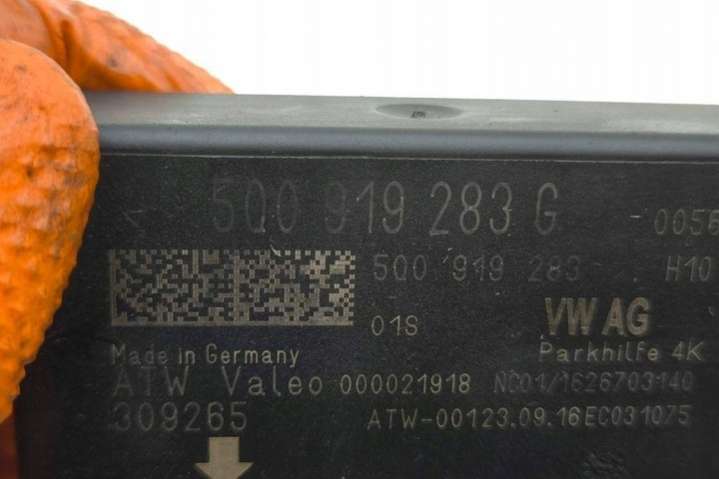 5Q0 919 283 G
0056
5Q0 919 283 H10
01S
VW AG
Made in Germany
Parkhilfe 4K
ATW Valeo 000021918 NC01/1626703140
309265 ATW-00123.09.16EC031075